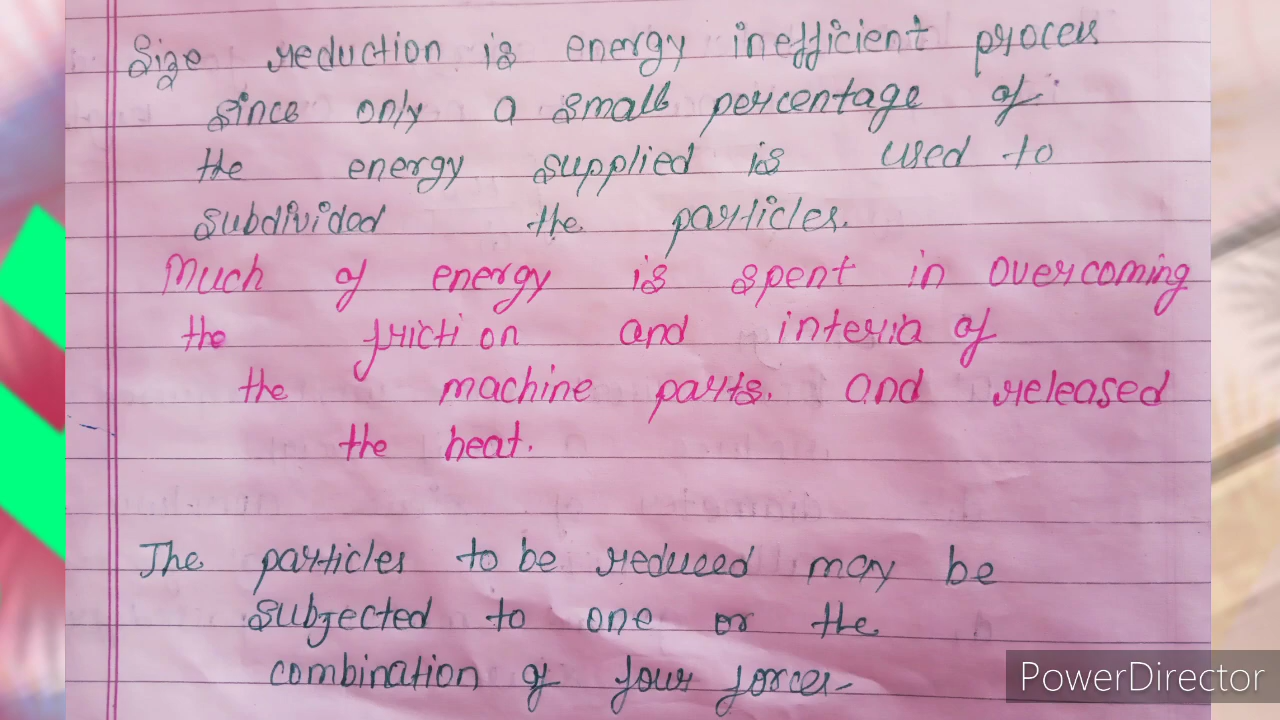 Size reduction is energy inefficient process
since only a small percentage of
the energy supplied is used to
subdivided the particles.
Much of energy is spent in overcoming
the friction and interia of
the machine parts. and released
the heat.
The particles to be reduced may be
subjected to one or the
combination of four forces-
PowerDirector